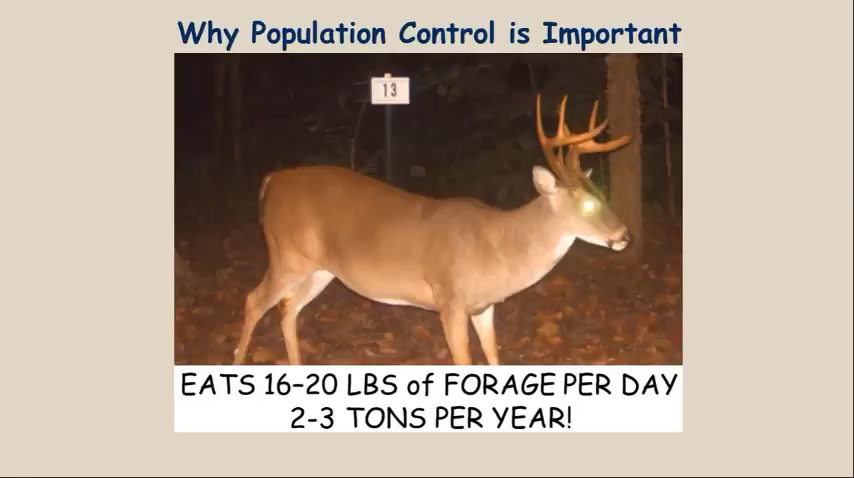 Why Population Control is Important
13
EATS 16-20 LBS of FORAGE PER DAY
2-3 TONS PER YEAR!